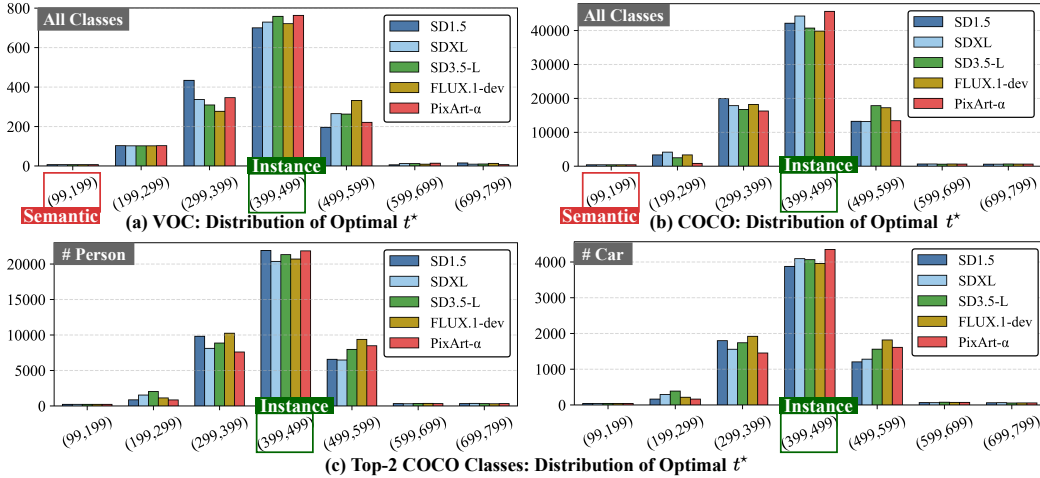 All Classes
800
600
400
200
0
SD1.5
SDXL
SD3.5-L
FLUX.1-dev
PixArt-α
Instance
(99,199)
(199,299)
(299,399)
(399,499)
(499,599)
(599,699)
(699,799)
Semantic
(a) VOC: Distribution of Optimal t*
All Classes
40000
30000
20000
10000
0
SD1.5
SDXL
SD3.5-L
FLUX.1-dev
PixArt-α
Instance
(99,199)
(199,299)
(299,399)
(399,499)
(499,599)
(599,699)
(699,799)
Semantic
(b) COCO: Distribution of Optimal t*
# Person
20000
15000
10000
5000
0
SD1.5
SDXL
SD3.5-L
FLUX.1-dev
PixArt-α
Instance
(99,199)
(199,299)
(299,399)
(399,499)
(499,599)
(599,699)
(699,799)
# Car
4000
3000
2000
1000
0
SD1.5
SDXL
SD3.5-L
FLUX.1-dev
PixArt-α
Instance
(99,199)
(199,299)
(299,399)
(399,499)
(499,599)
(599,699)
(699,799)
(c) Top-2 COCO Classes: Distribution of Optimal t*